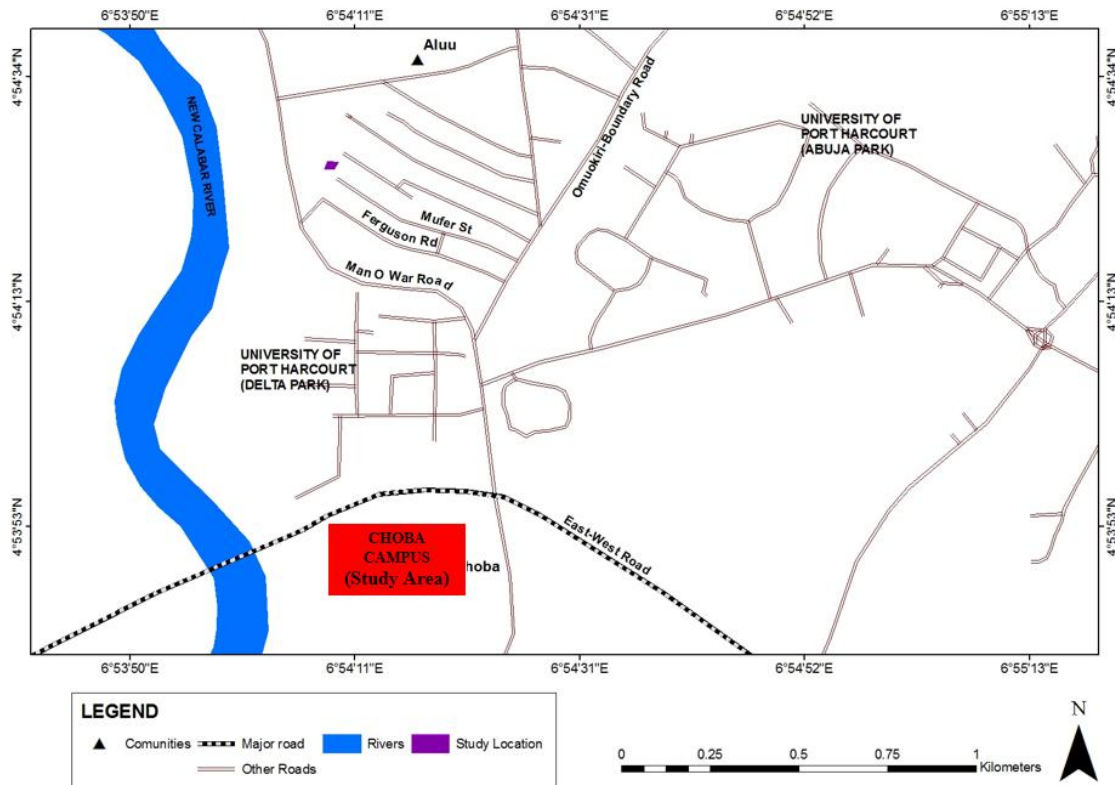 6°53'50"E
6°54'11"E
6°54'31"E
6°54'52"E
6°55'13"E
4°54'34"N
4°54'34"N
Aluu
Omuokiri-Boundary Road
UNIVERSITY OF
PORT HARCOURT
(ABUJA PARK)
NEW CALABAR RIVER
Mufer St
Ferguson Rd
Man O War Road
4°54'13"N
4°54'13"N
UNIVERSITY OF
PORT HARCOURT
(DELTA PARK)
4°53'53"N
4°53'53"N
CHOBA
CAMPUS
(Study Area)
hoba
East-West Road
6°53'50"E
6°54'11"E
6°54'31"E
6°54'52"E
6°55'13"E
LEGEND
Comunities
Major road
Rivers
Study Location
Other Roads
N
0 0.25 0.5 0.75 1
Kilometers